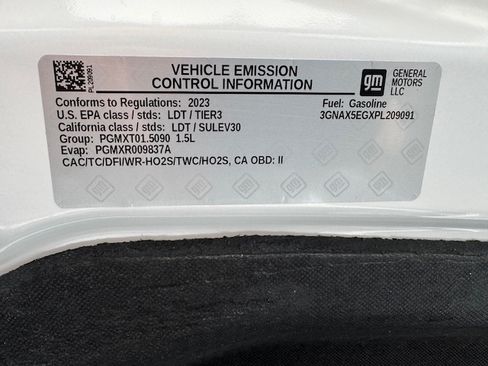 PL209091
VEHICLE EMISSION
CONTROL INFORMATION
gm
GENERAL
MOTORS
LLC
Conforms to Regulations: 2023
Fuel: Gasoline
U.S. EPA class / stds: LDT / TIER3
3GNAX5EGXPL209091
California class / stds: LDT / SULEV30
Group: PGMXT01.5090 1.5L
Evap: PGMXR009837A
CAC/TC/DFI/WR-HO2S/TWC/HO2S, CA OBD: II